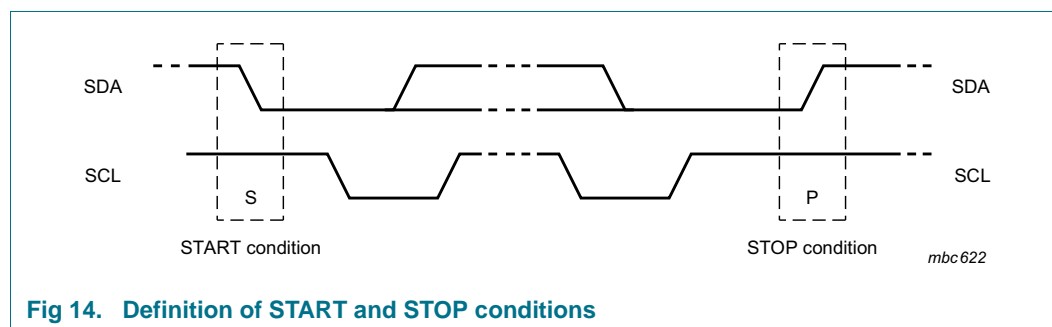 SDA
SDA
SCL
SCL
S
P
START condition
STOP condition
mbc622
Fig 14. Definition of START and STOP conditions